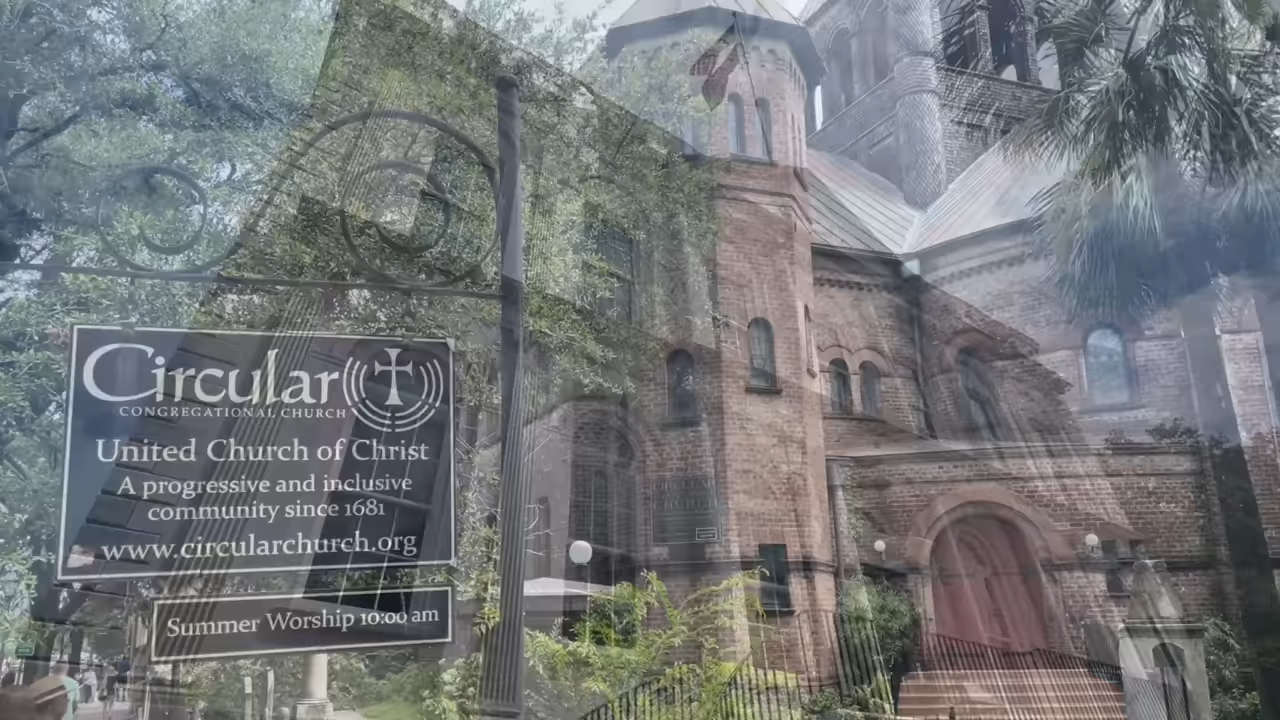 Circular
CONGREGATIONAL CHURCH
United Church of Christ
A progressive and inclusive
community since 1681
www.circularchurch.org
Summer Worship 10:00 am